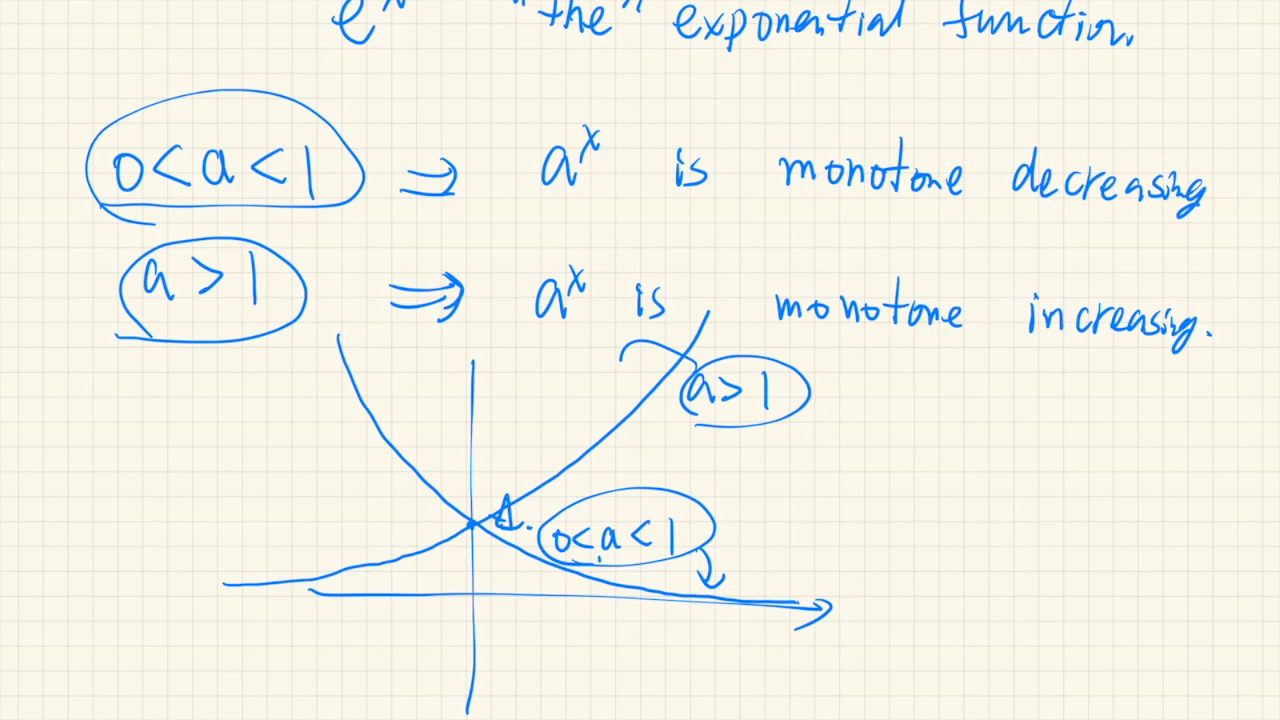 e^x "the" exponential function.
0 < a < 1 ⇒ a^x is monotone decreasing
a > 1 ⇒ a^x is monotone increasing.
a > 1
1.
0 < a < 1